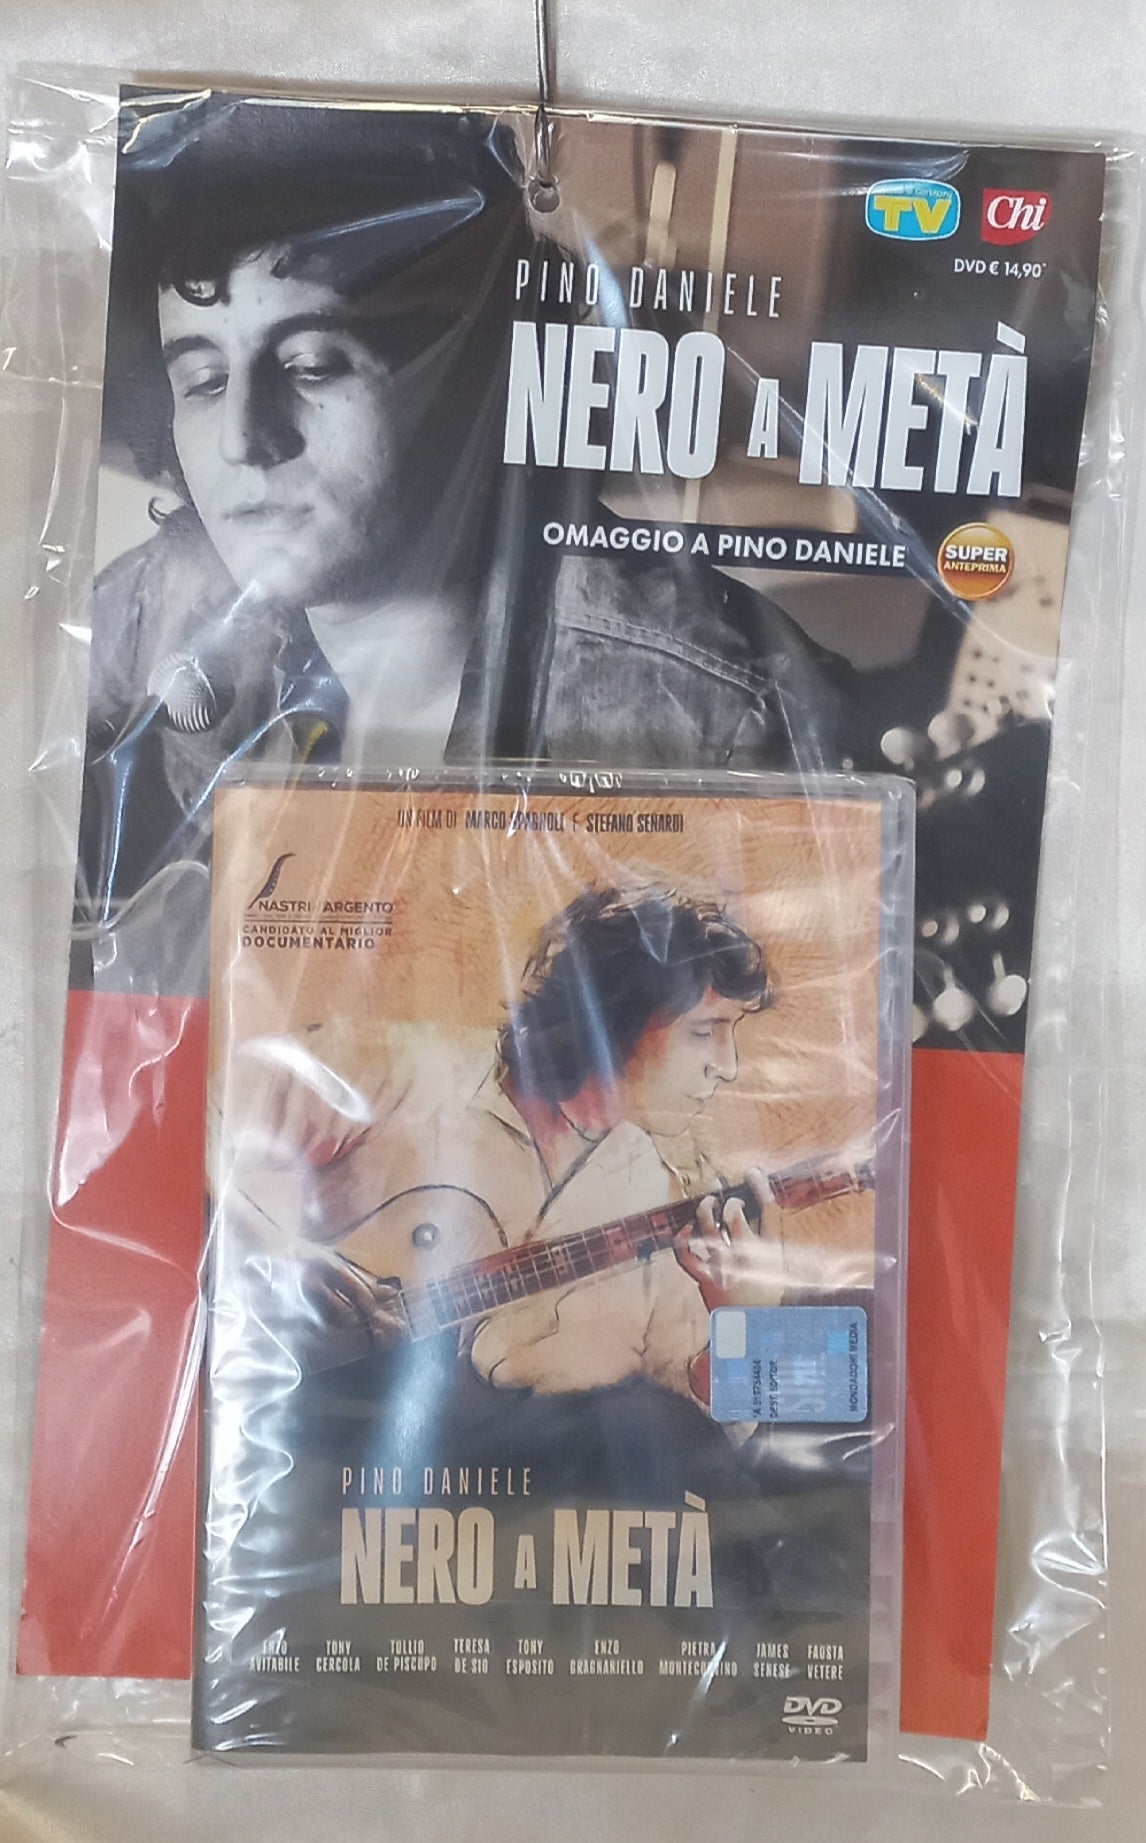 TV
Chi
DVD € 14,90*
PINO DANIELE
NERO A METÀ
OMAGGIO A PINO DANIELE
SUPER
ANTEPRIMA
UN FILM DI MARCO SPAGNOLI E STEFANO SENARDI
NASTRI D'ARGENTO
CANDIDATO AL MIGLIOR
DOCUMENTARIO
DEST. EDITOR.
MONDADORI MEDIA
PINO DANIELE
NERO A METÀ
ENZO AVITABILE
TONY CERCOLA
TULLIO DE PISCOPO
TERESA DE SIO
TONY ESPOSITO
ENZO GRAGNANIELLO
PIETRA MONTECORVINO
JAMES SENESE
FAUSTA VETERE
DVD
VIDEO